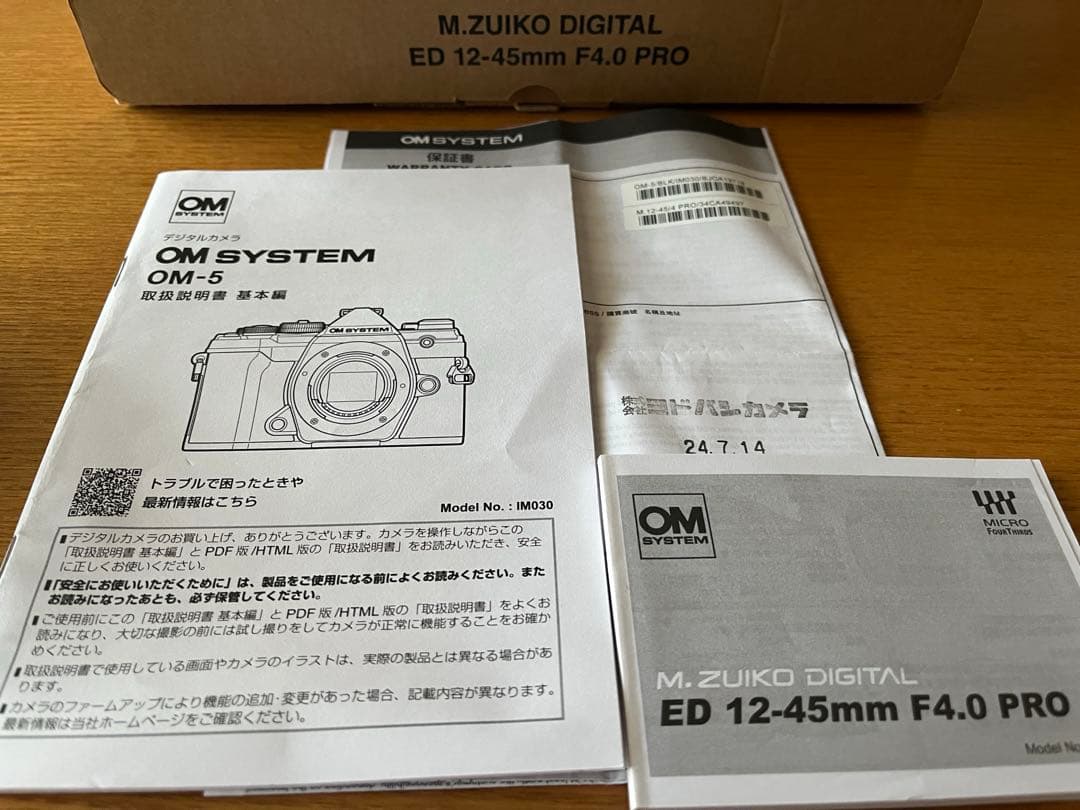 M.ZUIKO DIGITAL
ED 12-45mm F4.0 PRO
OM SYSTEM
保証書
WARRANTY CARD
OM-5/BLK/IM030/
M.12-45/4 PRO/34CA49497
名稱及地址
株式会社ヨドバシカメラ
24.7.14
OM
SYSTEM
デジタルカメラ
OM SYSTEM
OM-5
取扱説明書 基本編
OM SYSTEM
トラブルで困ったときや
最新情報はこちら
Model No. : IM030
■デジタルカメラのお買い上げ、ありがとうございます。カメラを操作しながらこの
「取扱説明書 基本編」と PDF 版 /HTML 版の「取扱説明書」をお読みいただき、安全
に正しくお使いください。
■「安全にお使いいただくために」は、製品をご使用になる前によくお読みください。また
お読みになったあとも、必ず保管してください。
■ご使用前にこの「取扱説明書 基本編」と PDF 版 /HTML 版の「取扱説明書」をよくお
読みになり、大切な撮影の前には試し撮りをしてカメラが正常に機能することをお確か
めください。
■取扱説明書で使用している画面やカメラのイラストは、実際の製品とは異なる場合があ
ります。
■カメラのファームアップにより機能の追加・変更があった場合、記載内容が異なります。
最新情報は当社ホームページをご確認ください。
OM
SYSTEM
MICRO
FOURTHIRDS
M.ZUIKO DIGITAL
ED 12-45mm F4.0 PRO
Model No